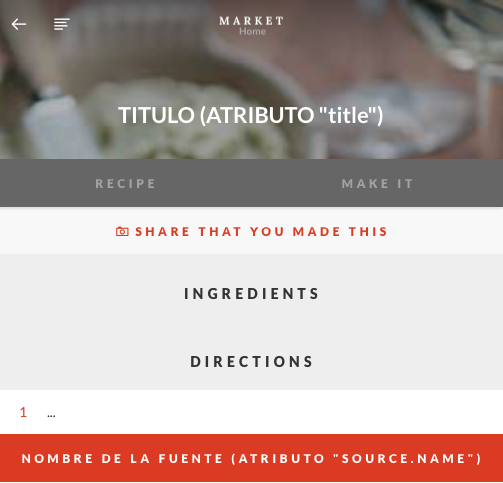 MARKET
Home
TITULO (ATRIBUTO "title")
RECIPE MAKE IT
SHARE THAT YOU MADE THIS
INGREDIENTS
DIRECTIONS
1 ...
NOMBRE DE LA FUENTE (ATRIBUTO "SOURCE.NAME")